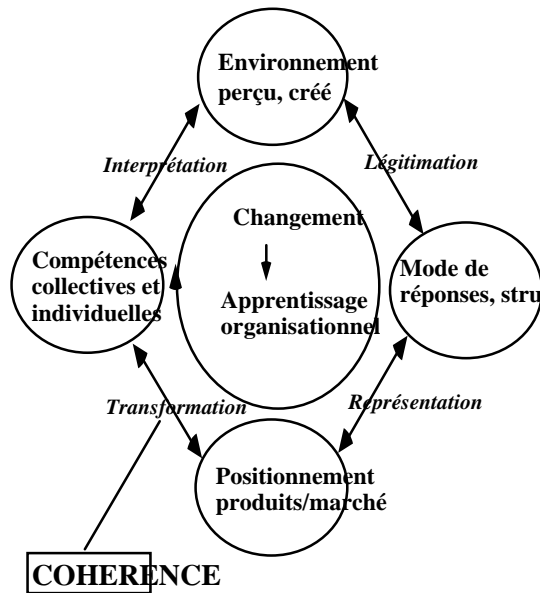 Environnement
perçu, créé
Interprétation
Légitimation
Changement
Compétences
collectives et
individuelles
Apprentissage
organisationnel
Mode de
réponses, stru
Transformation
Représentation
Positionnement
produits/marché
COHERENCE